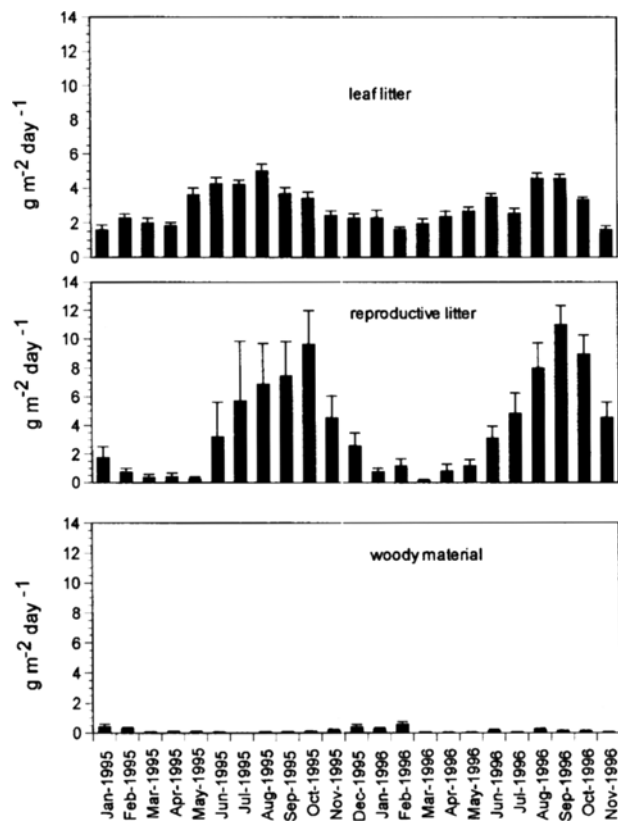 14
12
10
8
6
4
2
0
g m-2 day -1
leaf litter
14
12
10
8
6
4
2
0
g m-2 day -1
reproductive litter
14
12
10
8
6
4
2
0
g m-2 day -1
woody material
Jan-1995
Feb-1995
Mar-1995
Apr-1995
May-1995
Jun-1995
Jul-1995
Aug-1995
Sep-1995
Oct-1995
Nov-1995
Dec-1995
Jan-1996
Feb-1996
Mar-1996
Apr-1996
May-1996
Jun-1996
Jul-1996
Aug-1996
Sep-1996
Oct-1996
Nov-1996